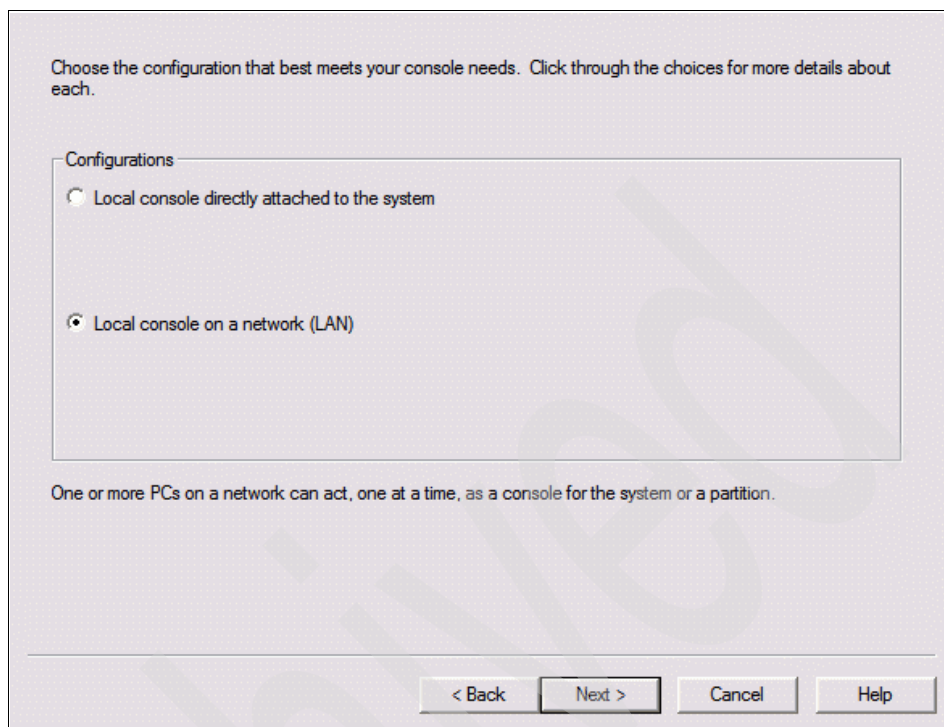 Choose the configuration that best meets your console needs.  Click through the choices for more details about
each.
Configurations
Local console directly attached to the system
Local console on a network (LAN)
One or more PCs on a network can act, one at a time, as a console for the system or a partition.
< Back
Next >
Cancel
Help